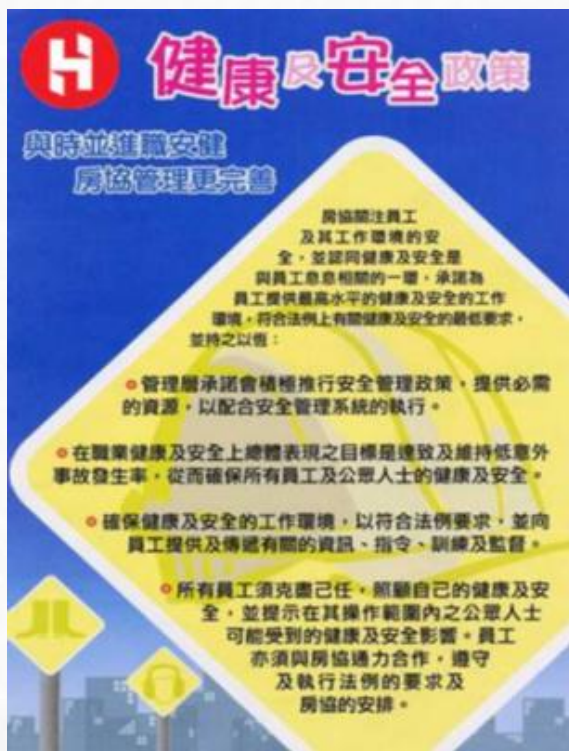 健康及安全政策
與時並進職安健
房協管理更完善
房協關注員工
及其工作環境的安
全，並認同健康及安全是
與員工息息相關的一環，承諾為
員工提供最高水平的健康及安全的工作
環境，符合法例上有關健康及安全的最低要求，
並持之以恆：
管理層承諾會積極推行安全管理政策，提供必需
的資源，以配合安全管理系統的執行。
在職業健康及安全上總體表現之目標是達致及維持低意外
事故發生率，從而確保所有員工及公眾人士的健康及安全。
確保健康及安全的工作環境，以符合法例要求，並向
員工提供及傳遞有關的資訊、指令、訓練及監督。
所有員工須克盡己任，照顧自己的健康及安
全，並提示在其操作範圍內之公眾人士
可能受到的健康及安全影響。員工
亦須與房協通力合作，遵守
及執行法例的要求及
房協的安排。